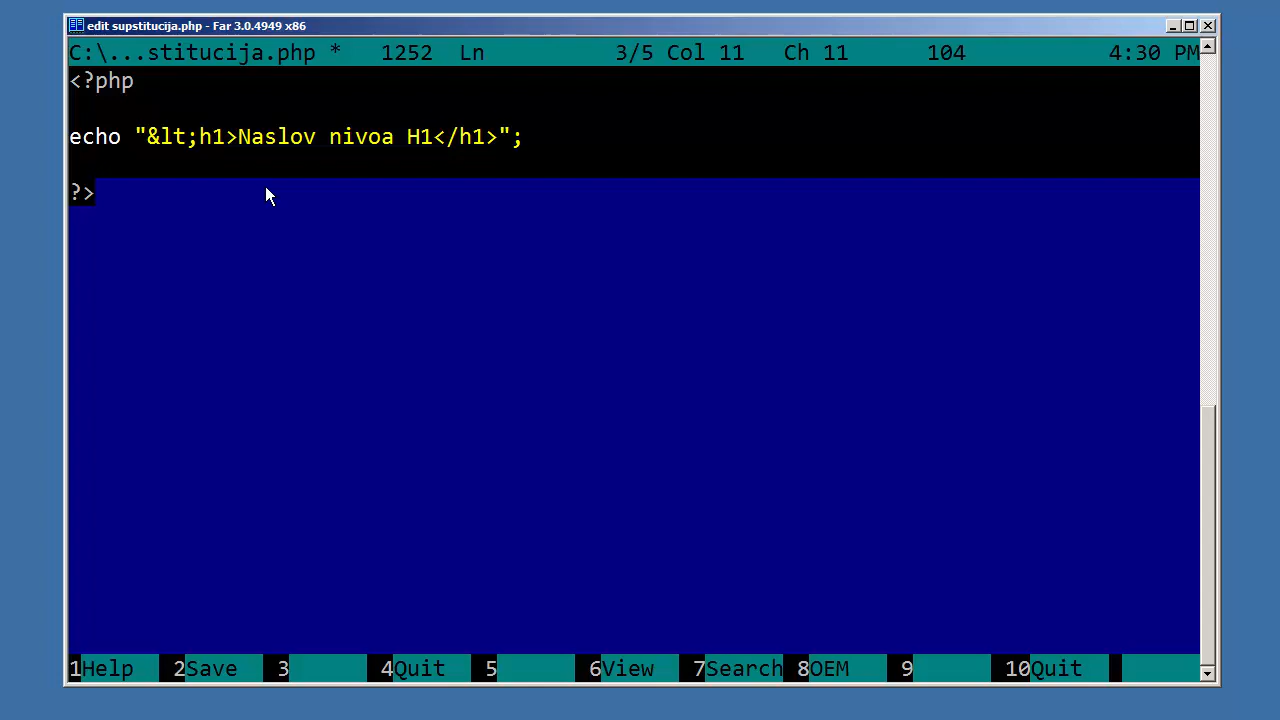 edit supstitucija.php - Far 3.0.4949 x86
C:\...stitucija.php * 1252 Ln 3/5 Col 11 Ch 11 104 4:30 PM
<?php
echo "&lt;h1>Naslov nivoa H1</h1>";
?>
1Help 2Save 3 4Quit 5 6View 7Search 8OEM 9 10Quit